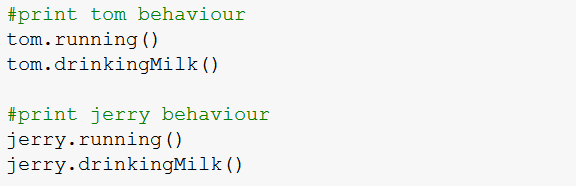 #print tom behaviour
tom.running()
tom.drinkingMilk()
#print jerry behaviour
jerry.running()
jerry.drinkingMilk()